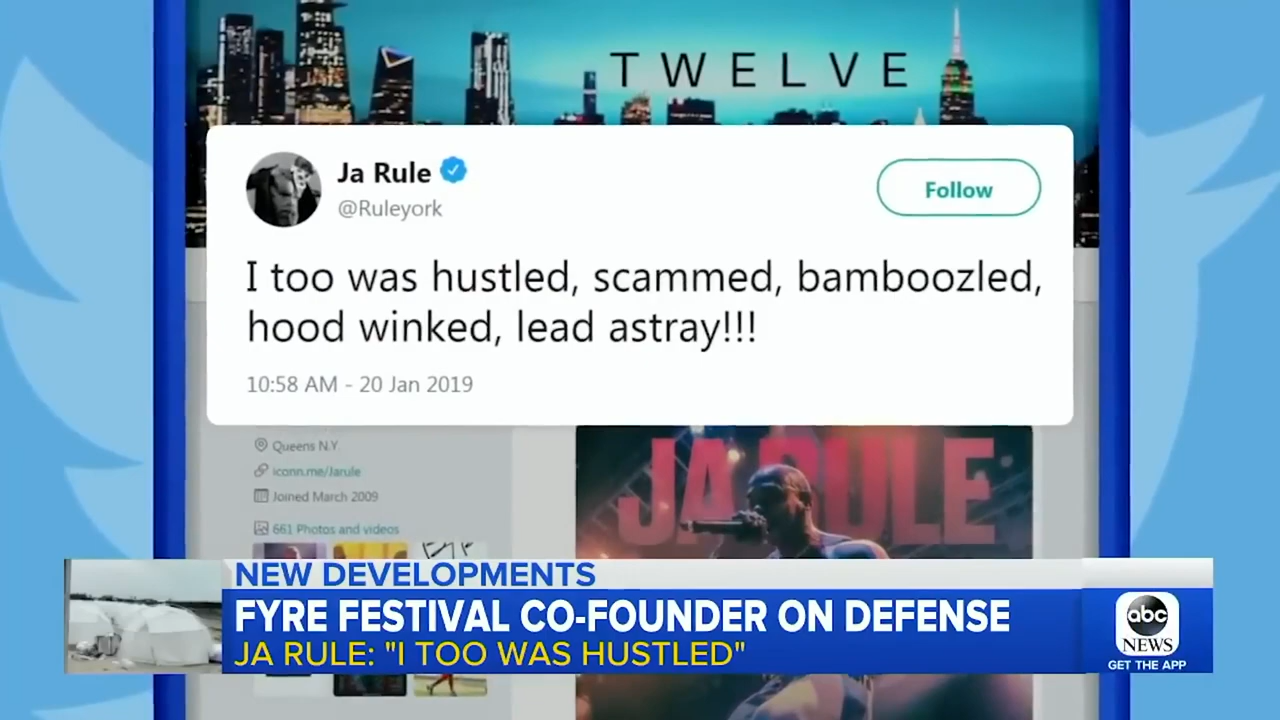 TWELVE
Ja Rule
@Ruleyork
Follow
I too was hustled, scammed, bamboozled,
hood winked, lead astray!!!
10:58 AM - 20 Jan 2019
Queens N.Y
iconn.me/Jarule
Joined March 2009
661 Photos and videos
JA RULE
NEW DEVELOPMENTS
FYRE FESTIVAL CO-FOUNDER ON DEFENSE
JA RULE: "I TOO WAS HUSTLED"
abc
NEWS
GET THE APP